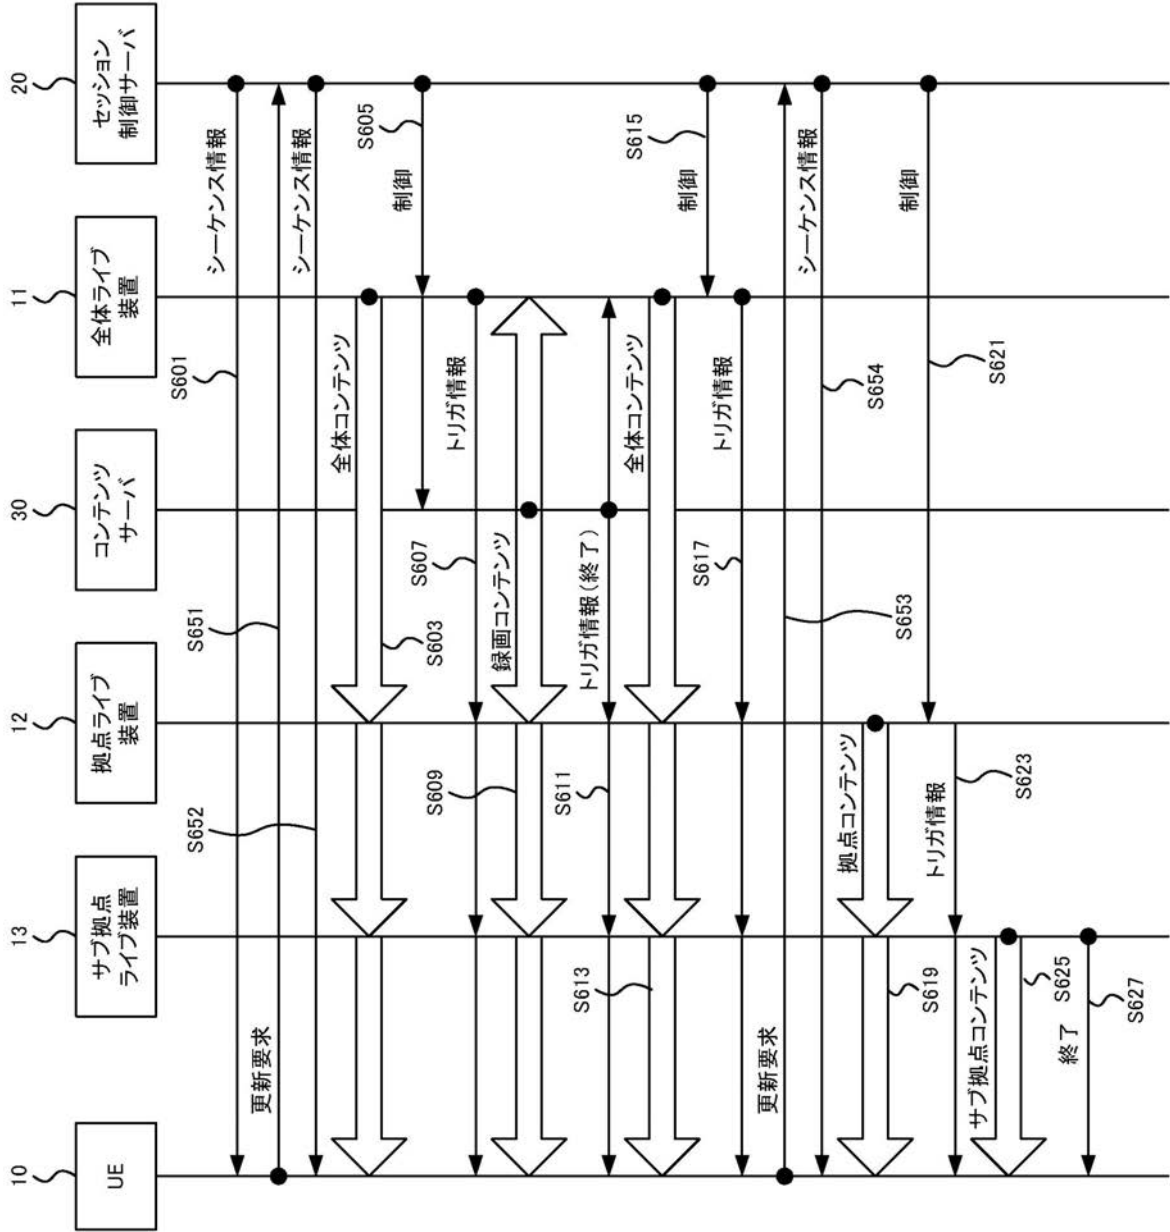 10
UE
13
サブ拠点
ライブ装置
12
拠点ライブ
装置
30
コンテンツ
サーバ
11
全体ライブ
装置
20
セッション
制御サーバ
S601
シーケンス情報
更新要求
S651
S652
シーケンス情報
全体コンテンツ
S603
制御
S605
トリガ情報
S607
録画コンテンツ
S609
トリガ情報(終了)
S611
全体コンテンツ
S613
制御
S615
トリガ情報
S617
更新要求
S653
シーケンス情報
S654
拠点コンテンツ
S619
制御
S621
トリガ情報
S623
サブ拠点コンテンツ
S625
終了
S627